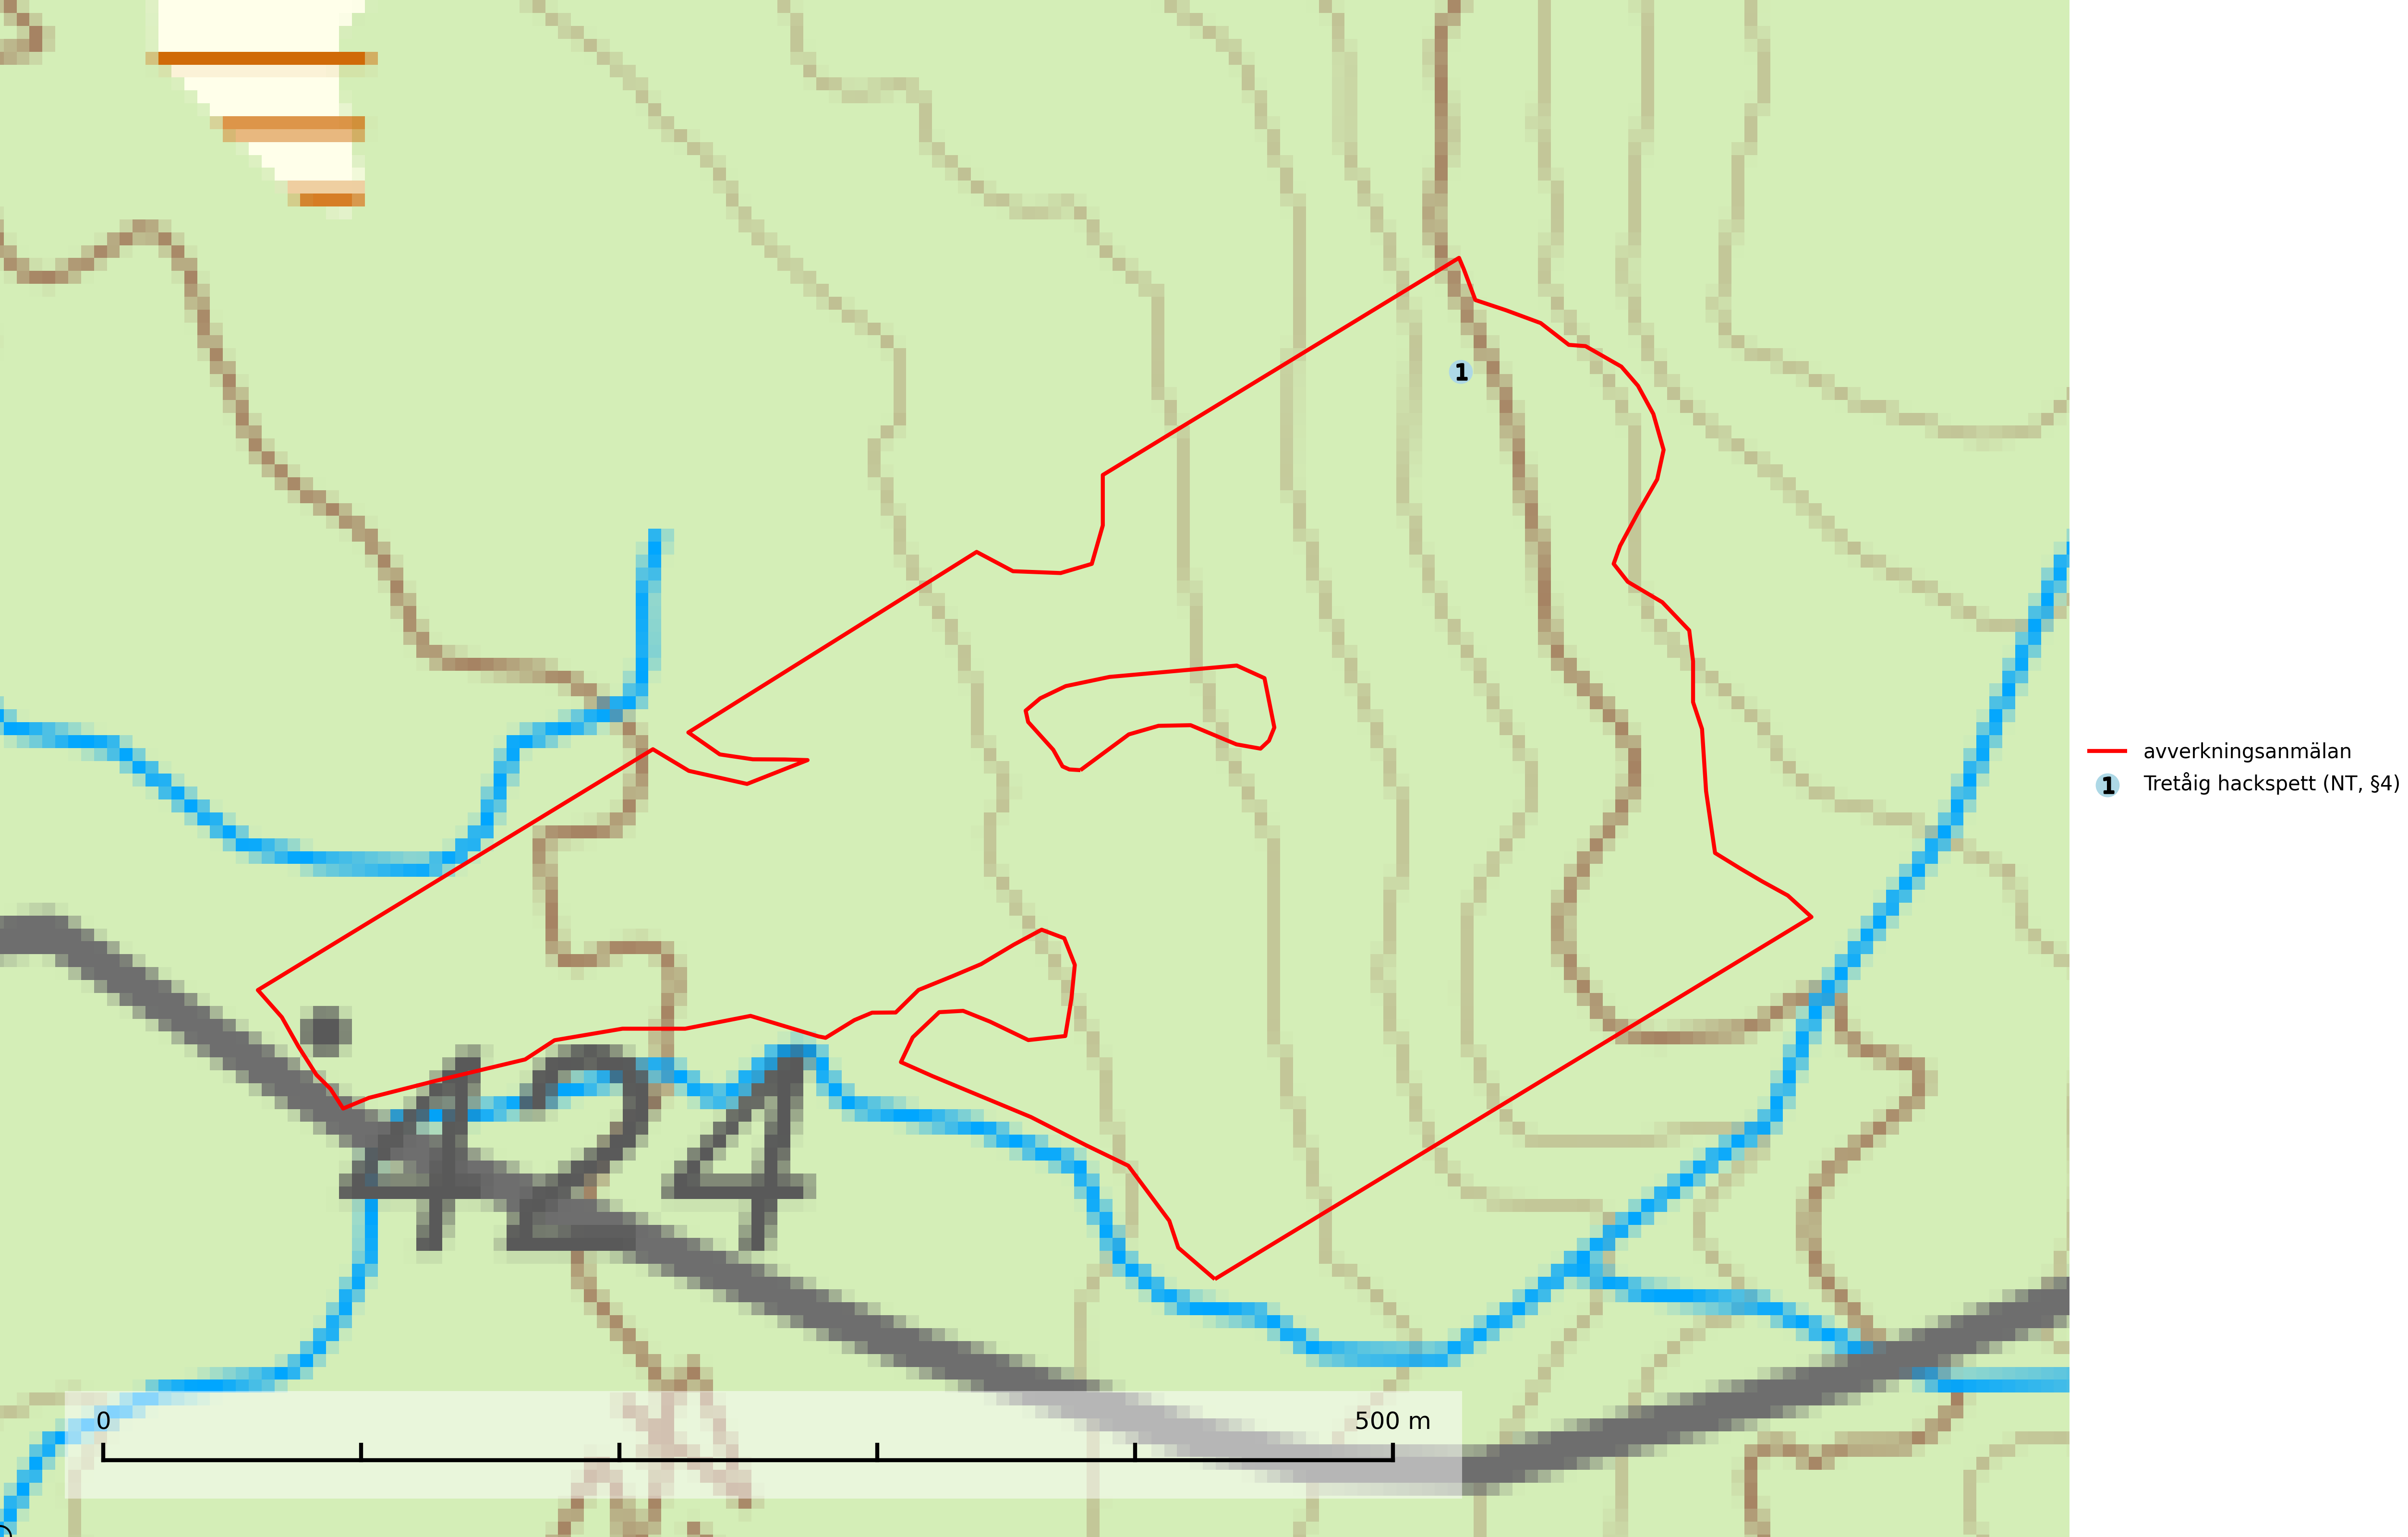 1
avverkningsanmälan
1 Tretåig hackspett (NT, §4)
424
0 500 m